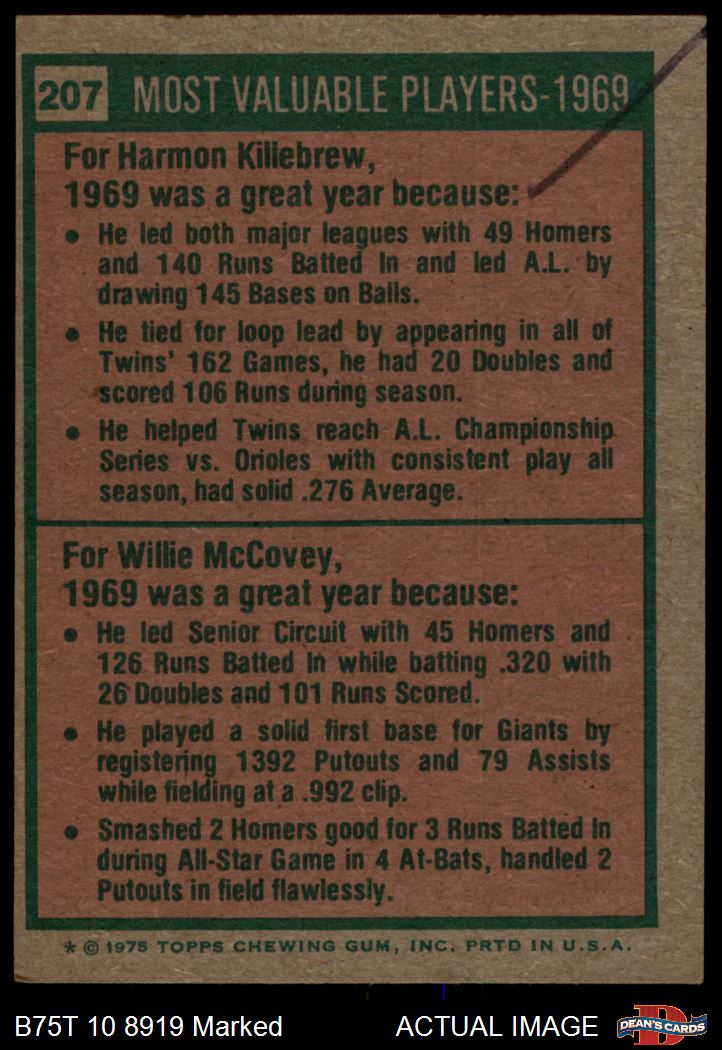 207 MOST VALUABLE PLAYERS-1969
For Harmon Killebrew,
1969 was a great year because:
• He led both major leagues with 49 Homers
and 140 Runs Batted In and led A.L. by
drawing 145 Bases on Balls.
• He tied for loop lead by appearing in all of
Twins' 162 Games, he had 20 Doubles and
scored 106 Runs during season.
• He helped Twins reach A.L. Championship
Series vs. Orioles with consistent play all
season, had solid .276 Average.
For Willie McCovey,
1969 was a great year because:
• He led Senior Circuit with 45 Homers and
126 Runs Batted In while batting .320 with
26 Doubles and 101 Runs Scored.
• He played a solid first base for Giants by
registering 1392 Putouts and 79 Assists
while fielding at a .992 clip.
• Smashed 2 Homers good for 3 Runs Batted In
during All-Star Game in 4 At-Bats, handled 2
Putouts in field flawlessly.
* © 1975 TOPPS CHEWING GUM, INC. PRTD IN U.S.A.
B75T 10 8919 Marked ACTUAL IMAGE DEAN'S CARDS